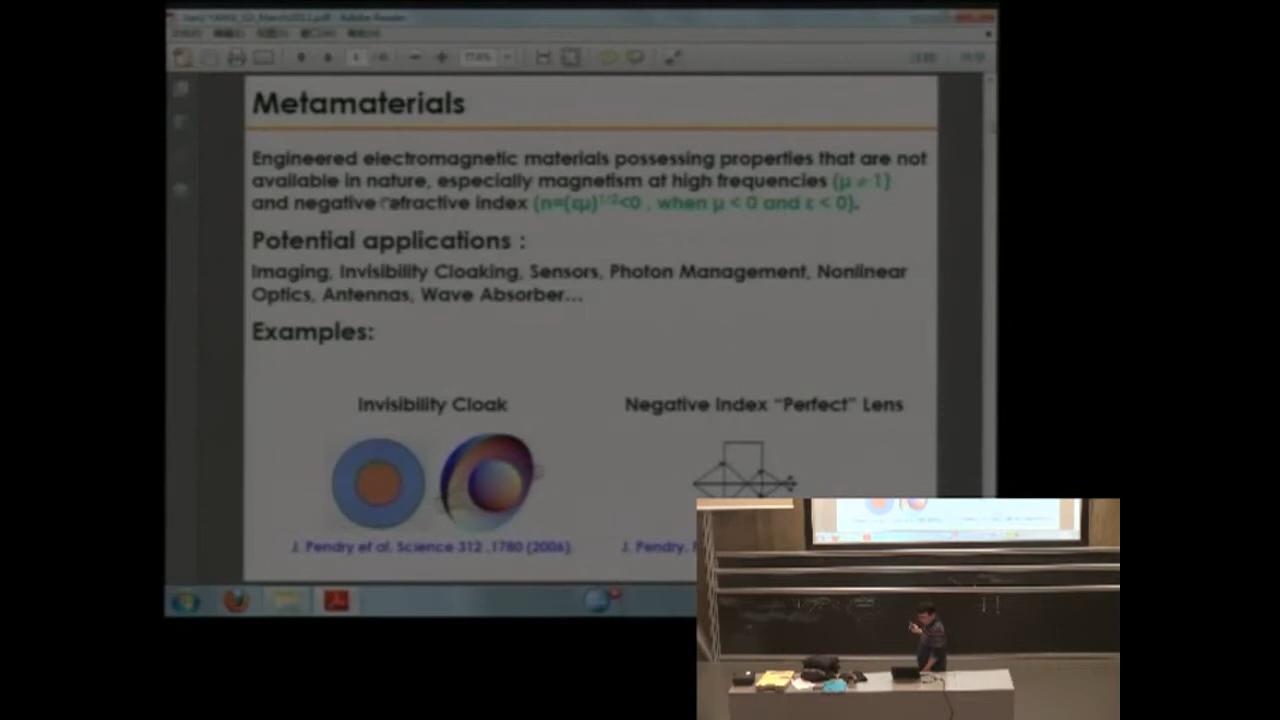 Adobe Reader
Metamaterials
Engineered electromagnetic materials possessing properties that are not
available in nature, especially magnetism at high frequencies (μ ≠ 1)
and negative refractive index (n=(εμ)^1/2<0 , when μ < 0 and ε < 0).
Potential applications :
Imaging, Invisibility Cloaking, Sensors, Photon Management, Nonlinear
Optics, Antennas, Wave Absorber...
Examples:
Invisibility Cloak
Negative Index “Perfect” Lens
J. Pendry et al. Science 312 ,1780 (2006)
J. Pendry,